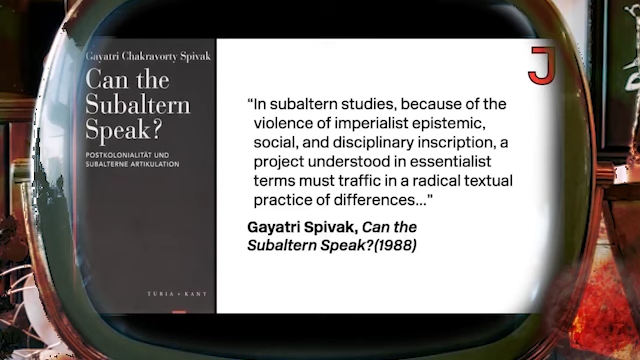 Gayatri Chakravorty Spivak
Can the
Subaltern
Speak?
POSTKOLONIALITÄT UND
SUBALTERNE ARTIKULATION
TURIA + KANT
J
“In subaltern studies, because of the
violence of imperialist epistemic,
social, and disciplinary inscription, a
project understood in essentialist
terms must traffic in a radical textual
practice of differences...”
Gayatri Spivak, Can the
Subaltern Speak?(1988)